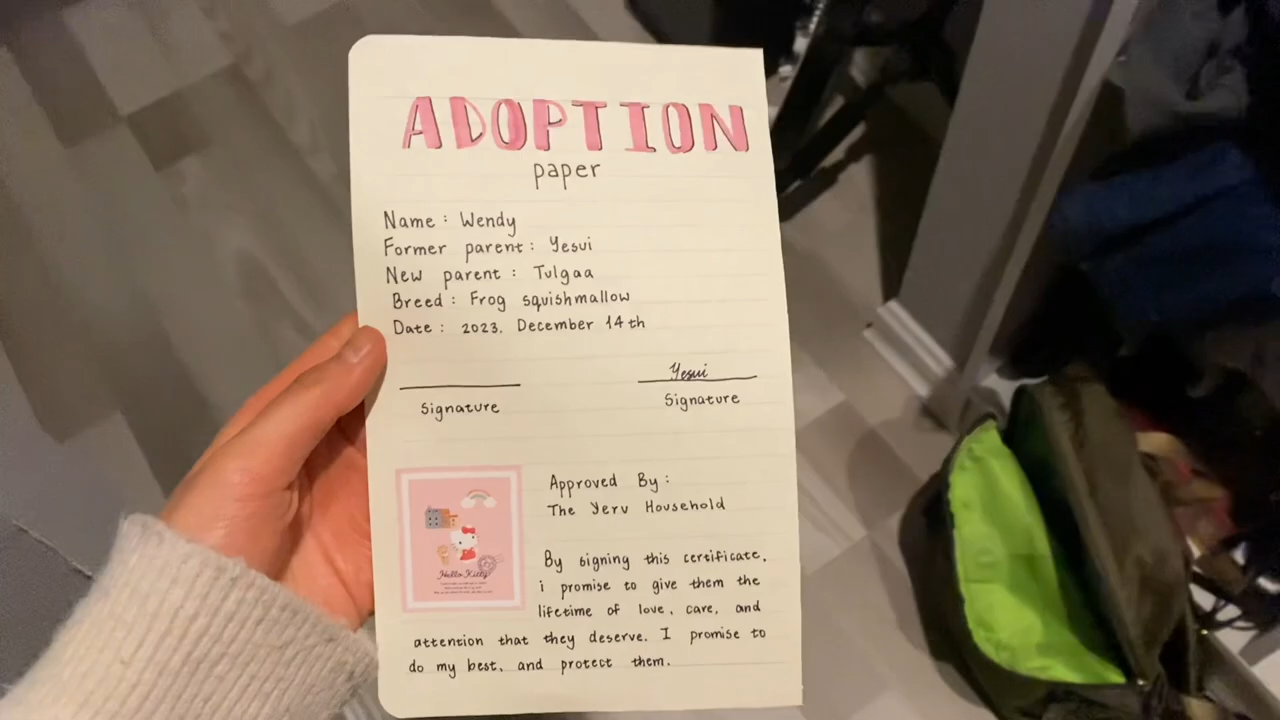 ADOPTION
paper
Name : Wendy
Former parent : Yesui
New parent : Tulgaa
Breed : Frog squishmallow
Date : 2023. December 14th
Yesui
Signature
Signature
Approved By :
The Yeru Household
Hello Kitty
By signing this certificate,
i promise to give them the
lifetime of love, care, and
attention that they deserve. I promise to
do my best, and protect them.